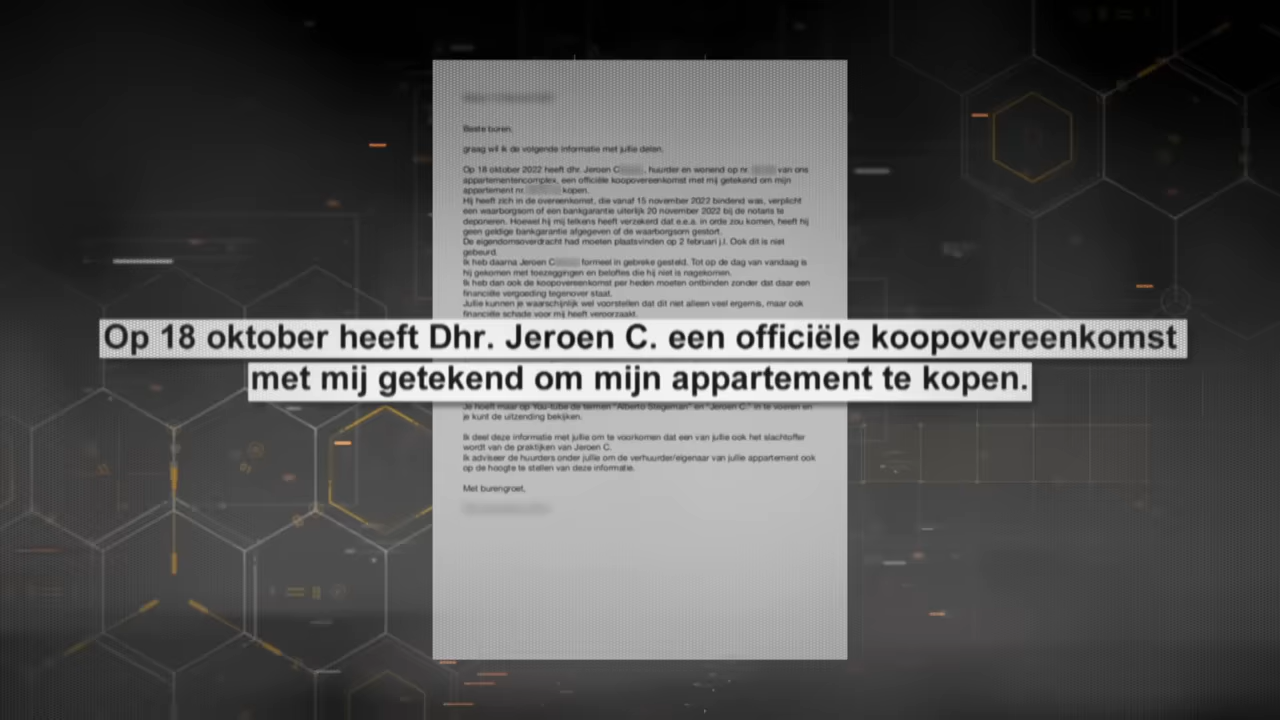 Beste buren,
graag wil ik de volgende informatie met jullie delen.
Op 18 oktober 2022 heeft dhr. Jeroen C , huurder en wonend op nr. van ons
appartementencomplex, een officiële koopovereenkomst met mij getekend om mijn
appartement nr. kopen.
Hij heeft zich in de overeenkomst, die vanaf 15 november 2022 bindend was, verplicht
een waarborgsom of een bankgarantie uiterlijk 20 november 2022 bij de notaris te
deponeren. Hoewel hij mij telkens heeft verzekerd dat e.e.a. in orde zou komen, heeft hij
geen geldige bankgarantie afgegeven of de waarborgsom gestort.
De eigendomsoverdracht had moeten plaatsvinden op 2 februari j.l. Ook dit is niet
gebeurd.
Ik heb daarna Jeroen C formeel in gebreke gesteld. Tot op de dag van vandaag is
hij gekomen met toezeggingen en beloftes die hij niet is nagekomen.
Ik heb dan ook de koopovereenkomst per heden moeten ontbinden zonder dat daar een
financiële vergoeding tegenover staat.
Jullie kunnen je waarschijnlijk wel voorstellen dat dit niet alleen veel ergernis, maar ook
financiële schade voor mij heeft veroorzaakt.
Op 18 oktober heeft Dhr. Jeroen C. een officiële koopovereenkomst
met mij getekend om mijn appartement te kopen.
Je hoeft maar op You-tube de termen "Alberto Stegeman" en "Jeroen C." in te voeren en
je kunt de uitzending bekijken.
Ik deel deze informatie met jullie om te voorkomen dat een van jullie ook het slachtoffer
wordt van de praktijken van Jeroen C.
Ik adviseer de huurders onder jullie om de verhuurder/eigenaar van jullie appartement ook
op de hoogte te stellen van deze informatie.
Met burengroet,